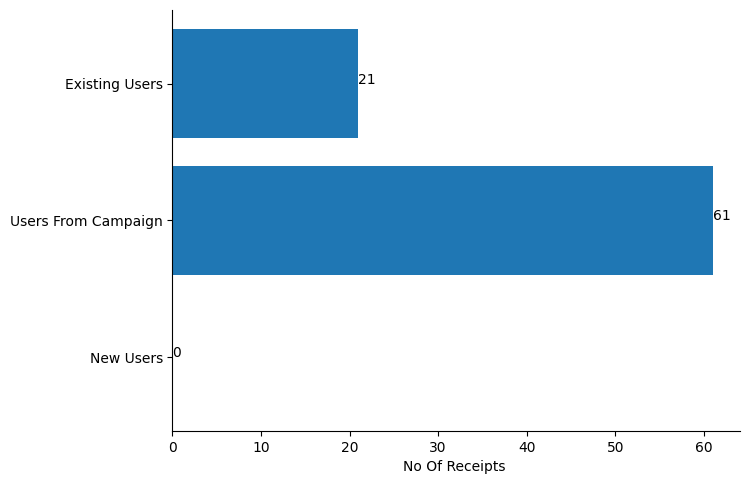 Existing Users
21
Users From Campaign
61
New Users
0
0 10 20 30 40 50 60
No Of Receipts